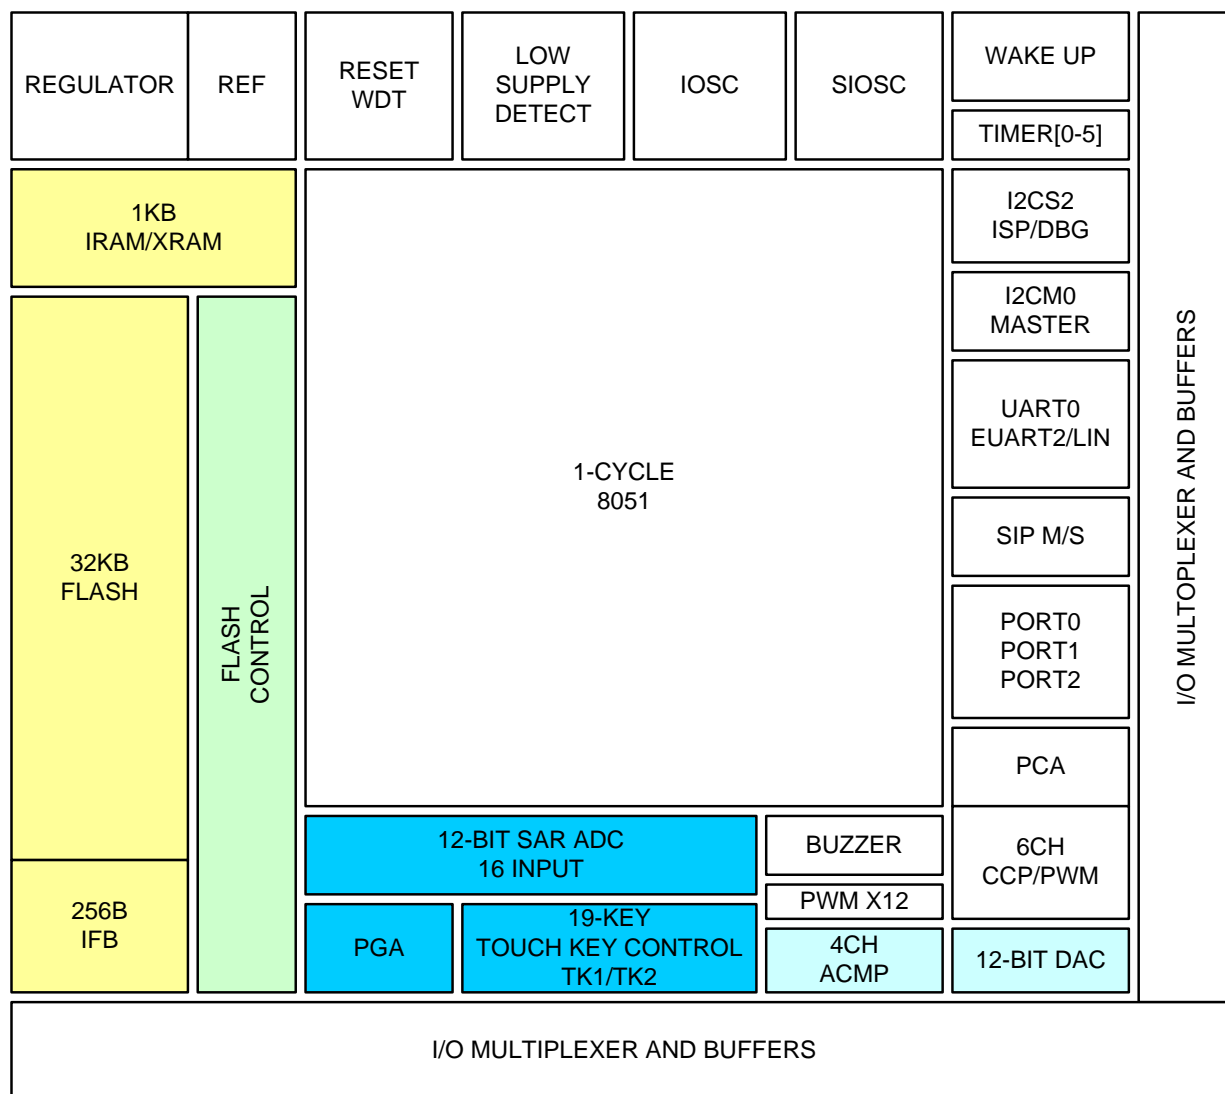 REGULATOR
REF
RESET
WDT
LOW
SUPPLY
DETECT
IOSC
SIOSC
WAKE UP
TIMER[0-5]
1KB
IRAM/XRAM
I2CS2
ISP/DBG
I2CM0
MASTER
UART0
EUART2/LIN
1-CYCLE
8051
SIP M/S
32KB
FLASH
FLASH
CONTROL
PORT0
PORT1
PORT2
PCA
12-BIT SAR ADC
16 INPUT
BUZZER
6CH
CCP/PWM
256B
IFB
PWM X12
PGA
19-KEY
TOUCH KEY CONTROL
TK1/TK2
4CH
ACMP
12-BIT DAC
I/O MULTOPLEXER AND BUFFERS
I/O MULTIPLEXER AND BUFFERS